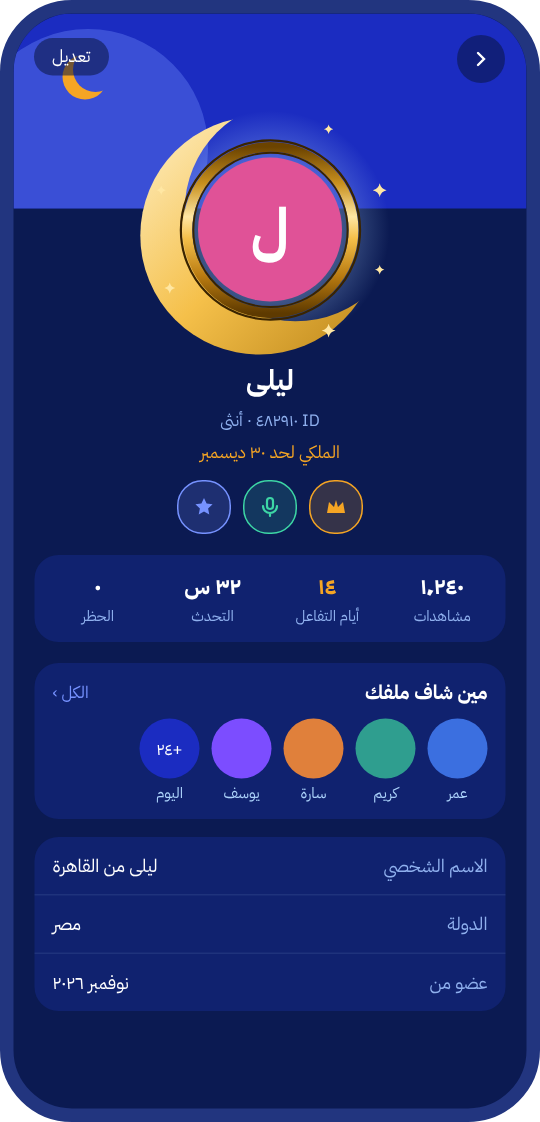 تعديل
ل
ليلى
ID ٤٨٢٩١٠ · أنثى
الملكي لحد ٣٠ ديسمبر
١,٢٤٠ ١٤ ٣٢ س ٠
مشاهدات أيام التفاعل التحدث الحظر
مين شاف ملفك الكل ›
+٢٤
عمر كريم سارة يوسف اليوم
الاسم الشخصي ليلى من القاهرة
الدولة مصر
عضو من نوفمبر ٢٠٢٦